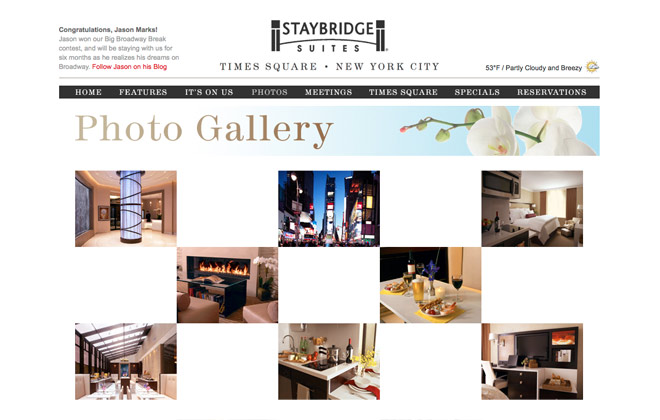 Congratulations, Jason Marks!
Jason won our Big Broadway Break
contest, and will be staying with us for
six months as he realizes his dreams on
Broadway. Follow Jason on his Blog
STAYBRIDGE
SUITES
TIMES SQUARE • NEW YORK CITY
53°F / Partly Cloudy and Breezy
HOME FEATURES IT'S ON US PHOTOS MEETINGS TIMES SQUARE SPECIALS RESERVATIONS
Photo Gallery